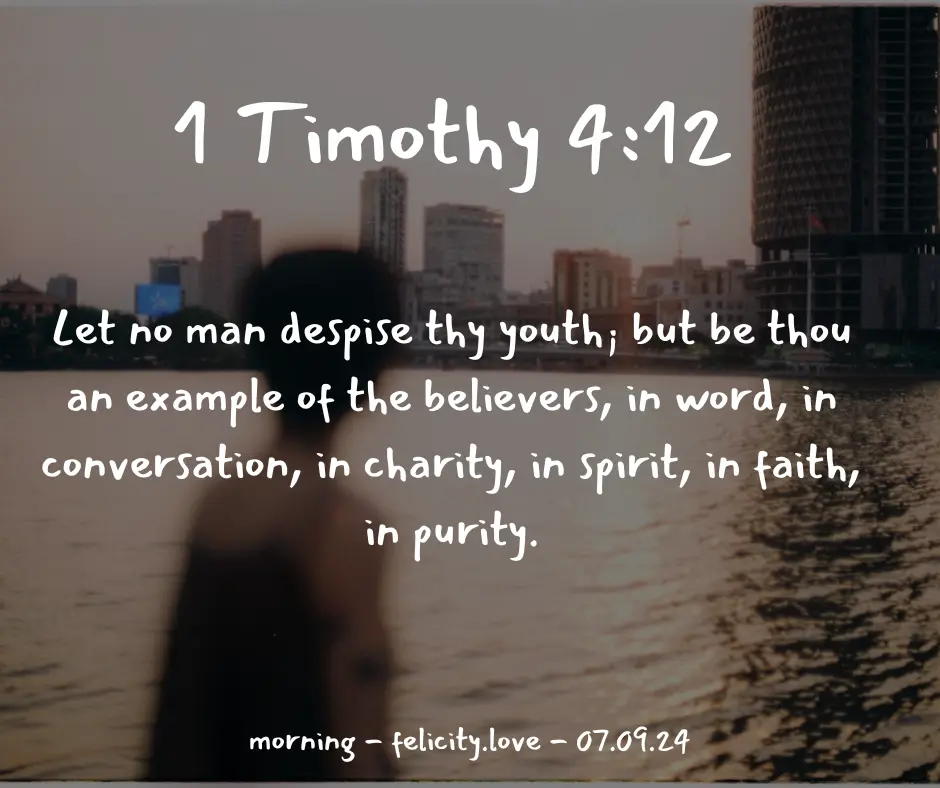 1 Timothy 4:12
Let no man despise thy youth; but be thou
an example of the believers, in word, in
conversation, in charity, in spirit, in faith,
in purity.
morning - felicity.love - 07.09.24